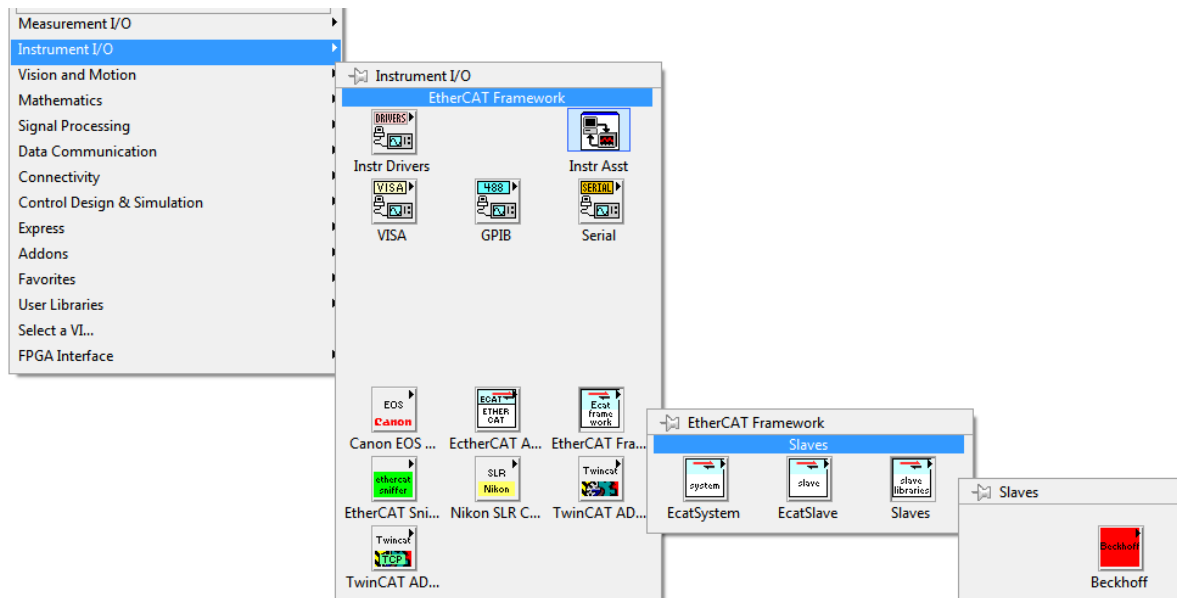 Measurement I/O
Instrument I/O
Vision and Motion
Mathematics
Signal Processing
Data Communication
Connectivity
Control Design & Simulation
Express
Addons
Favorites
User Libraries
Select a VI...
FPGA Interface
Instrument I/O
EtherCAT Framework
DRIVERS
Instr Drivers
Instr Asst
VISA
488
SERIAL
VISA
GPIB
Serial
EOS
Canon
ECAT
ETHER
CAT
Ecat
frame
work
Canon EOS ...
EctherCAT A...
EtherCAT Fra...
ethercat
sniffer
SLR
Nikon
Twincat
EtherCAT Sni...
Nikon SLR C...
TwinCAT AD...
Twincat
TCP
TwinCAT AD...
EtherCAT Framework
Slaves
system
slave
slave
libraries
EcatSystem
EcatSlave
Slaves
Slaves
Beckhoff
Beckhoff